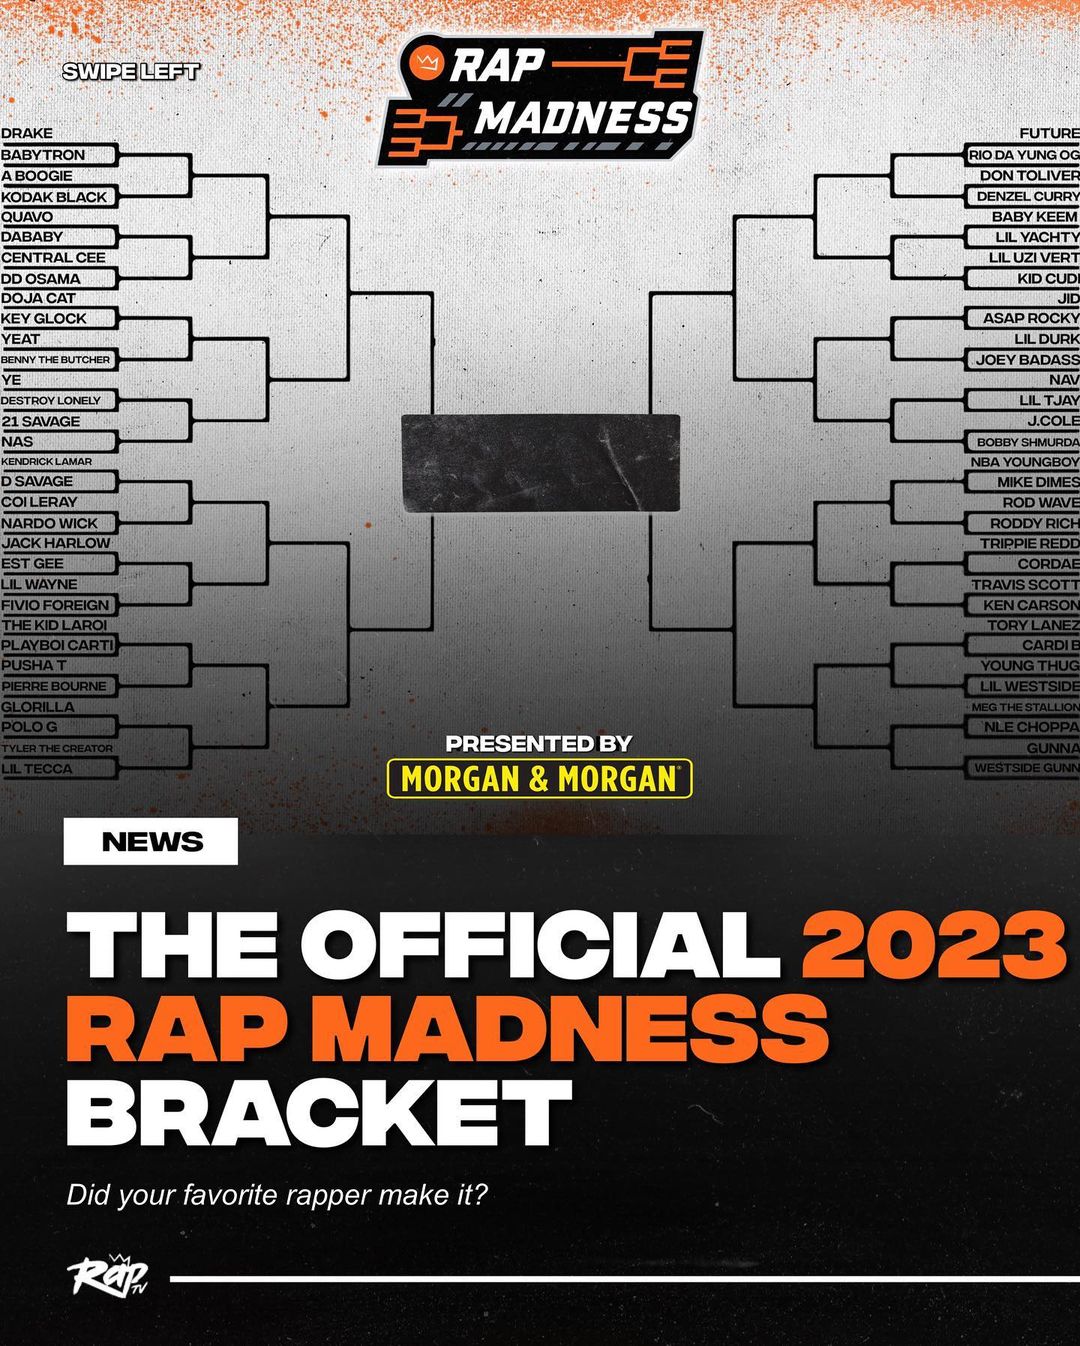 SWIPE LEFT
RAP
MADNESS
DRAKE
BABYTRON
A BOOGIE
KODAK BLACK
QUAVO
DABABY
CENTRAL CEE
DD OSAMA
DOJA CAT
KEY GLOCK
YEAT
BENNY THE BUTCHER
YE
DESTROY LONELY
21 SAVAGE
NAS
KENDRICK LAMAR
D SAVAGE
COI LERAY
NARDO WICK
JACK HARLOW
EST GEE
LIL WAYNE
FIVIO FOREIGN
THE KID LAROI
PLAYBOI CARTI
PUSHA T
PIERRE BOURNE
GLORILLA
POLO G
TYLER THE CREATOR
LIL TECCA
FUTURE
RIO DA YUNG OG
DON TOLIVER
DENZEL CURRY
BABY KEEM
LIL YACHTY
LIL UZI VERT
KID CUDI
JID
ASAP ROCKY
LIL DURK
JOEY BADASS
NAV
LIL TJAY
J.COLE
BOBBY SHMURDA
NBA YOUNGBOY
MIKE DIMES
ROD WAVE
RODDY RICH
TRIPPIE REDD
CORDAE
TRAVIS SCOTT
KEN CARSON
TORY LANEZ
CARDI B
YOUNG THUG
LIL WESTSIDE
MEG THE STALLION
NLE CHOPPA
GUNNA
WESTSIDE GUNN
PRESENTED BY
MORGAN & MORGAN®
NEWS
THE OFFICIAL 2023
RAP MADNESS
BRACKET
Did your favorite rapper make it?
Rap TV